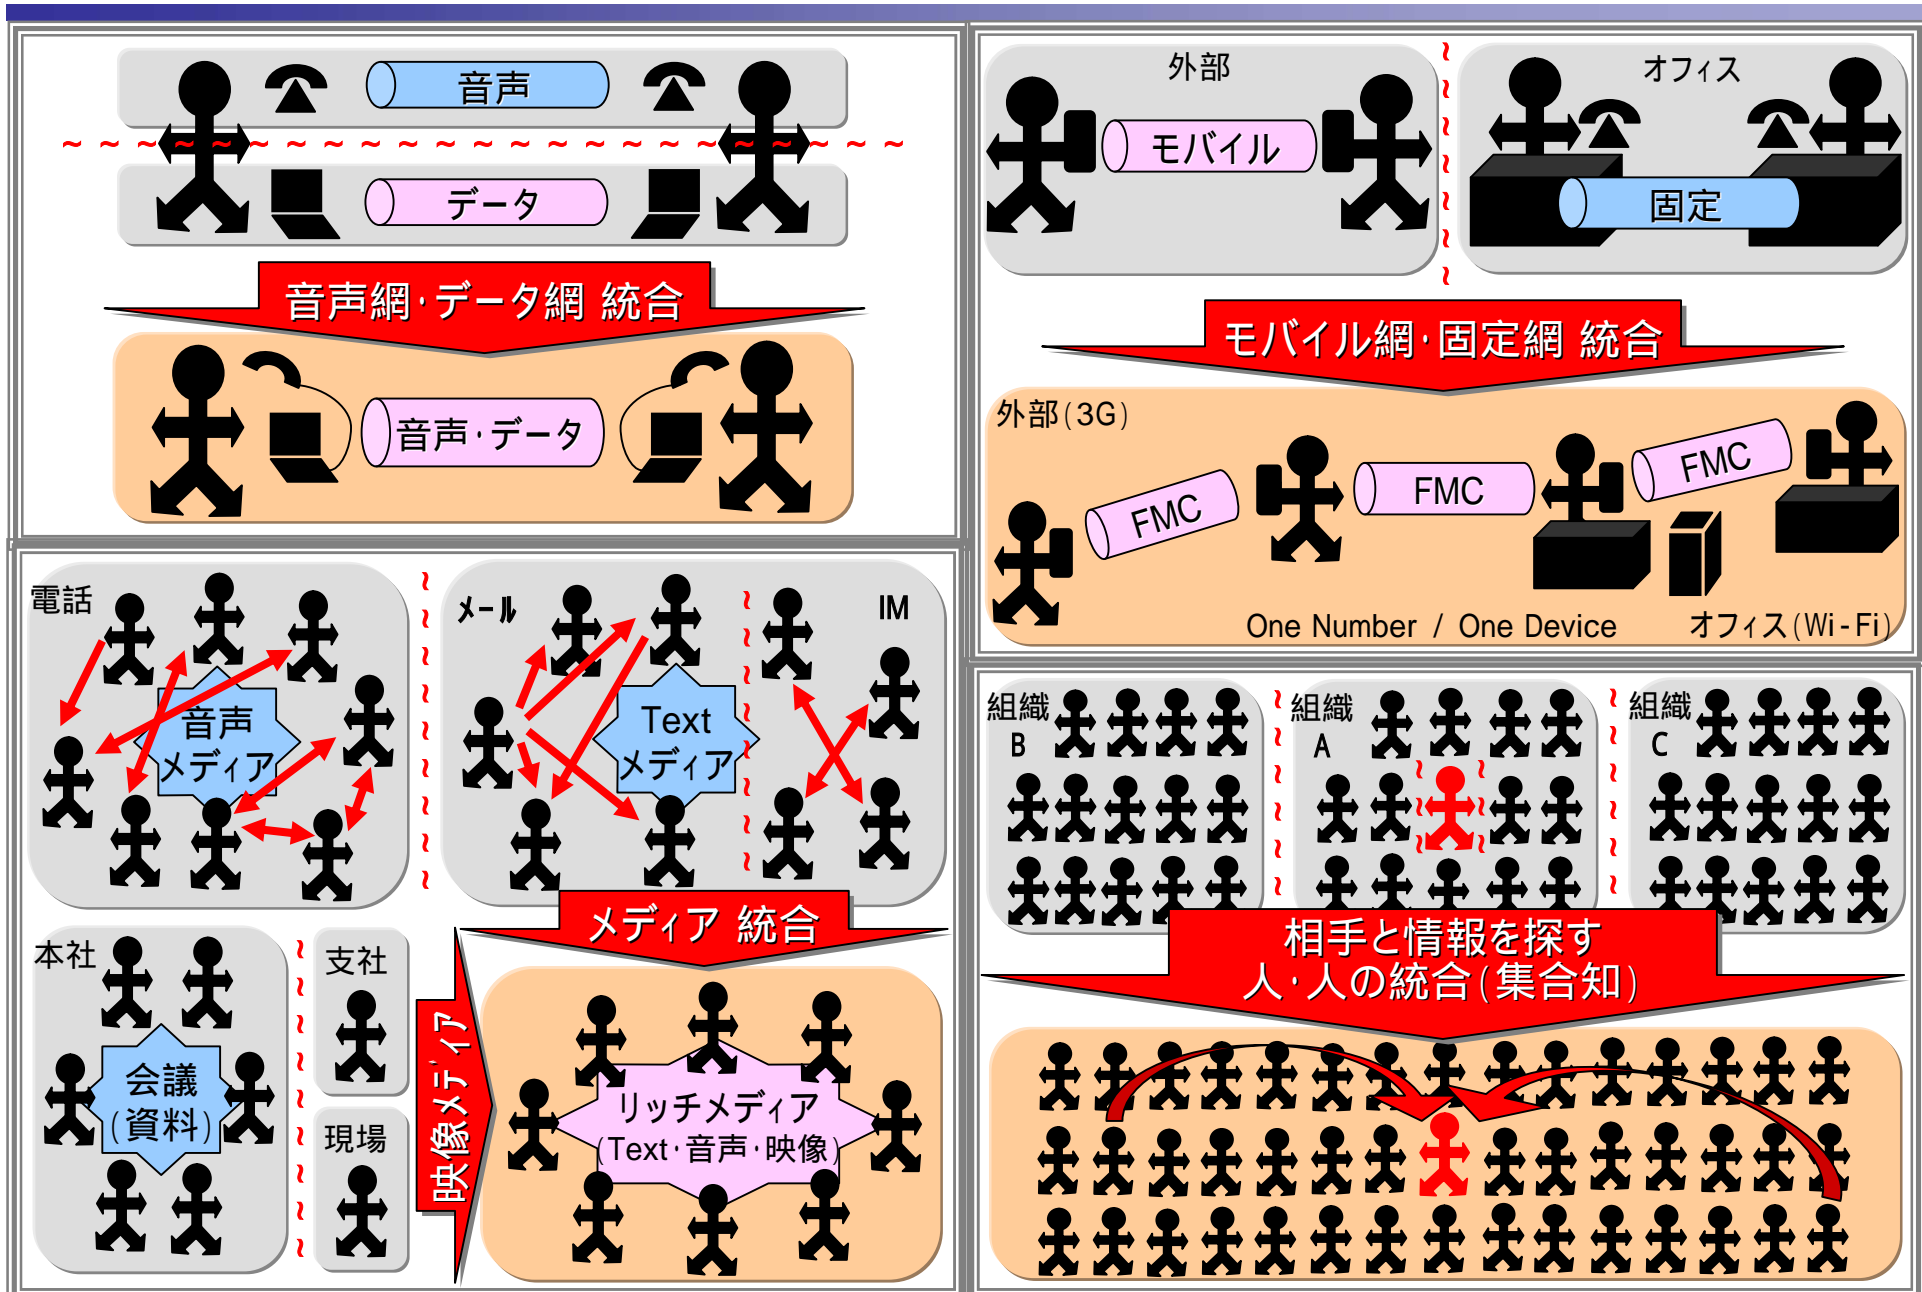 音声
データ
音声網・データ網 統合
音声・データ
外部
オフィス
モバイル
固定
モバイル網・固定網 統合
外部(3G)
FMC
FMC
FMC
One Number / One Device
オフィス(Wi-Fi)
電話
音声
メディア
メール
IM
Text
メディア
メディア 統合
本社
会議
(資料)
支社
現場
映像メディア
リッチメディア
(Text・音声・映像)
組織
B
組織
A
組織
C
相手と情報を探す
人・人の統合(集合知)